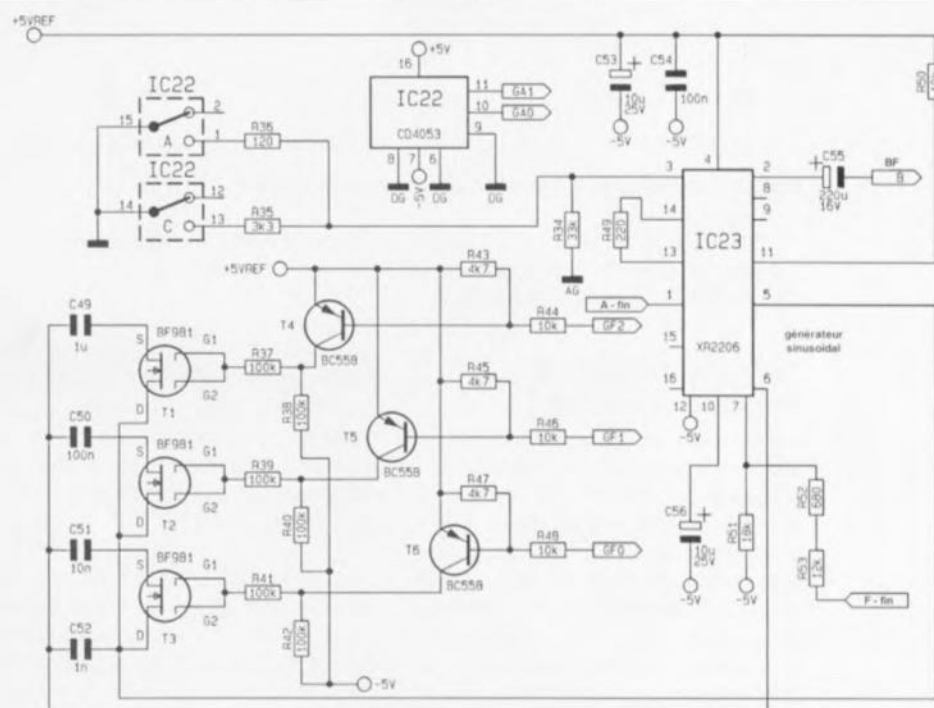 +5VREF
+5V
16
IC22
CD4053
11
10
9
GA1
GA0
8
7
6
DG
-5V
DG
DG
IC22
15
2
A
1
R36
120
IC22
14
12
C
13
R35
3k3
C53
+
10u
25V
-5V
C54
100n
-5V
R50
4
3
2
8
14
9
IC23
13
11
1
5
15
XR2206
16
6
12
10
7
-5V
+
C55
220u
16V
BF
B
R34
33k
AG
R49
220
A - fin
générateur
sinusoidal
+5VREF
R43
4k7
R44
10k
GF2
T4
BC558
R45
4k7
R46
10k
GF1
T5
BC558
R47
4k7
R48
10k
GF0
T6
BC558
C49
1u
BF981
S
G1
G2
D
T1
R37
100k
R38
100k
C50
100n
BF981
S
G1
G2
D
T2
R39
100k
R40
100k
C51
10n
BF981
S
G1
G2
D
T3
R41
100k
R42
100k
C52
1n
-5V
C56
+
10u
25V
-5V
R51
18k
-5V
R52
680
R53
12k
F - fin